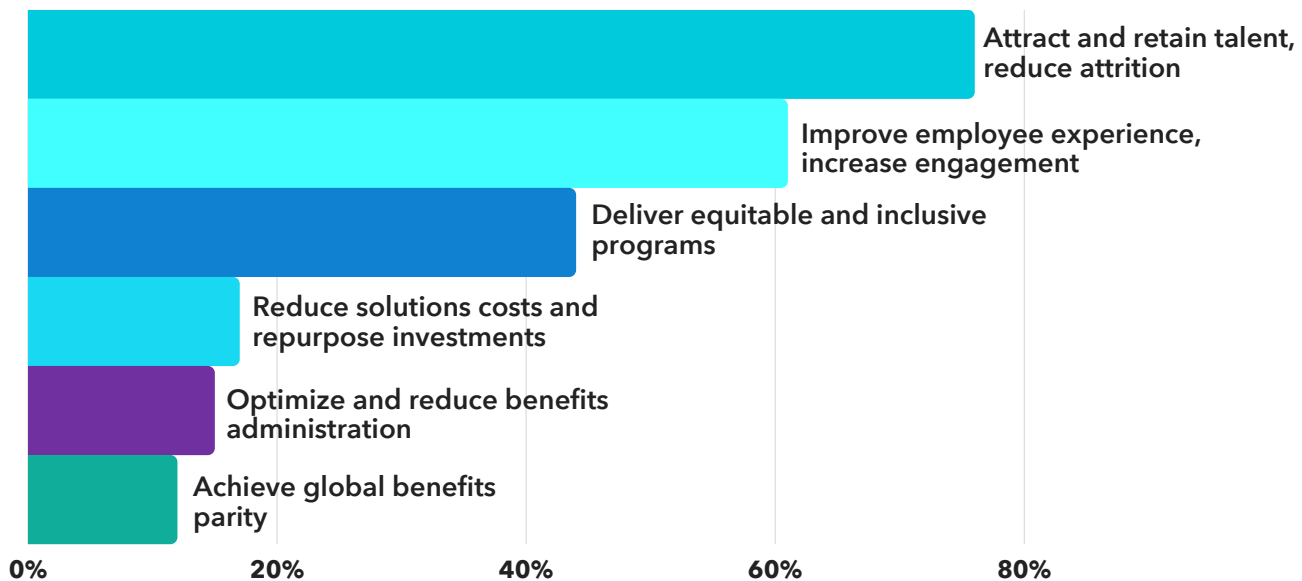 Attract and retain talent,
reduce attrition
Improve employee experience,
increase engagement
Deliver equitable and inclusive
programs
Reduce solutions costs and
repurpose investments
Optimize and reduce benefits
administration
Achieve global benefits
parity
0% 20% 40% 60% 80%